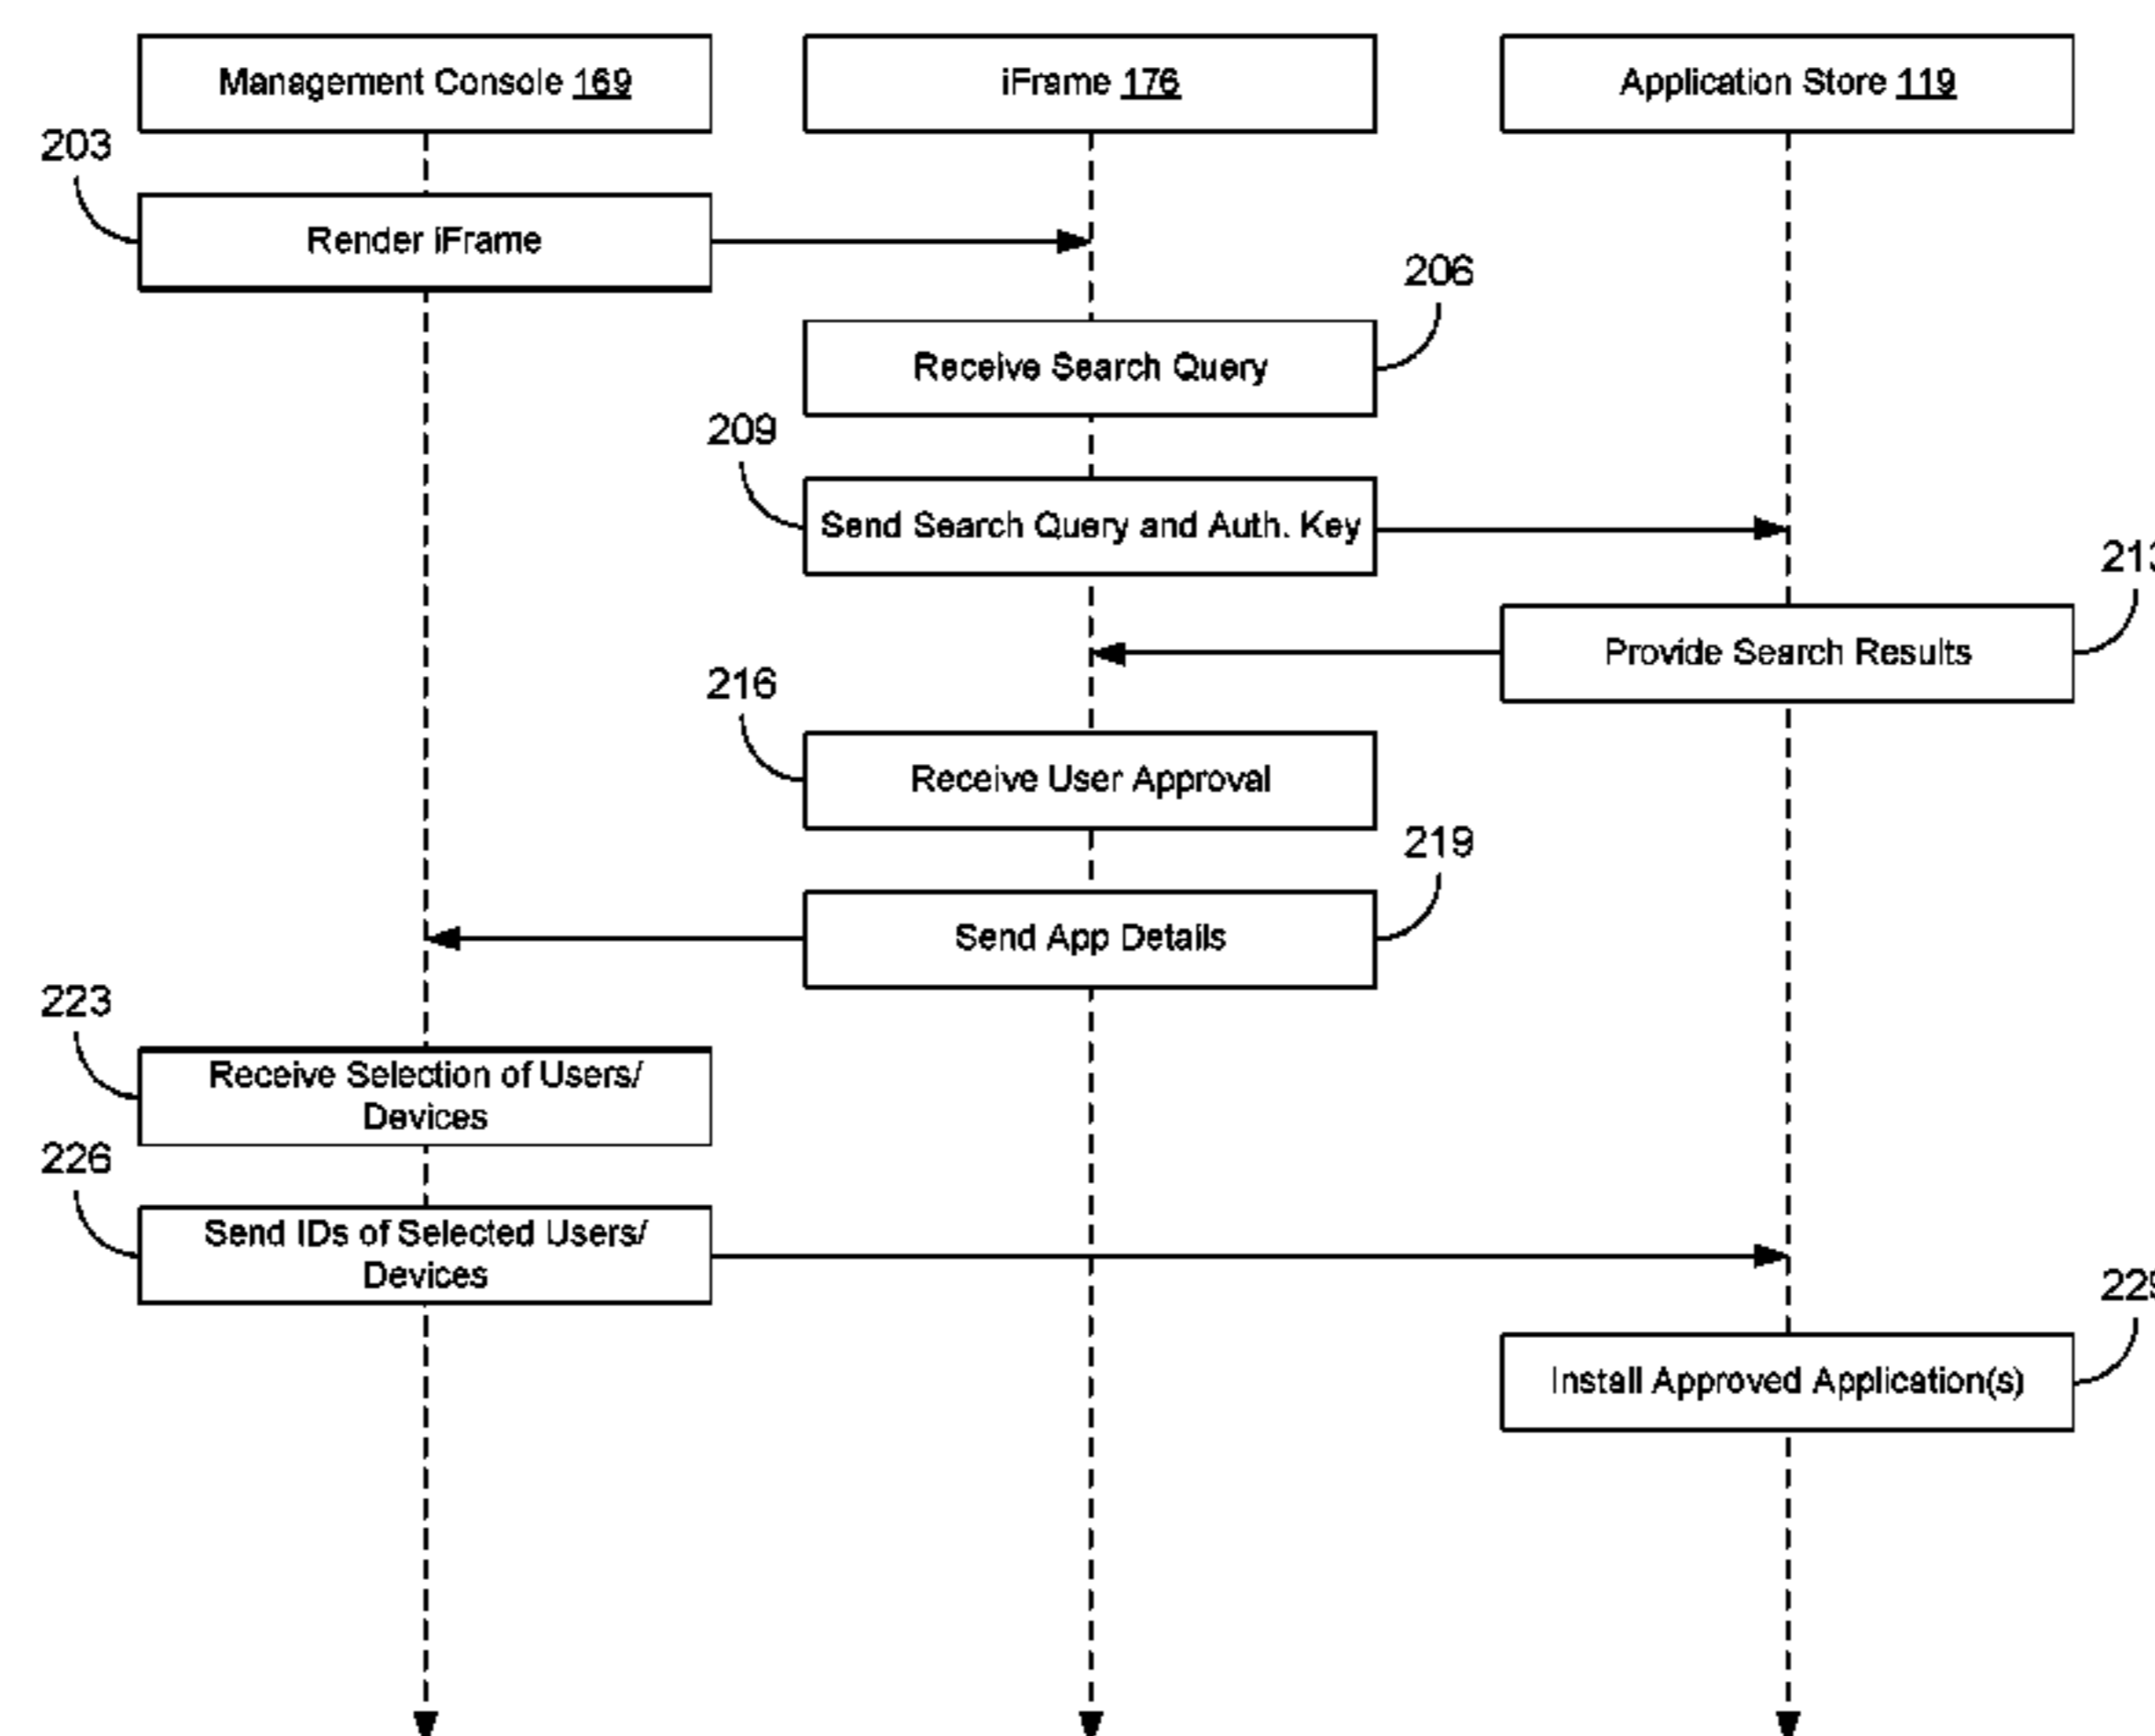 Management Console 169
iFrame 176
Application Store 119
203
Render iFrame
206
Receive Search Query
209
Send Search Query and Auth. Key
213
Provide Search Results
216
Receive User Approval
219
Send App Details
223
Receive Selection of Users/
Devices
226
Send IDs of Selected Users/
Devices
229
Install Approved Application(s)